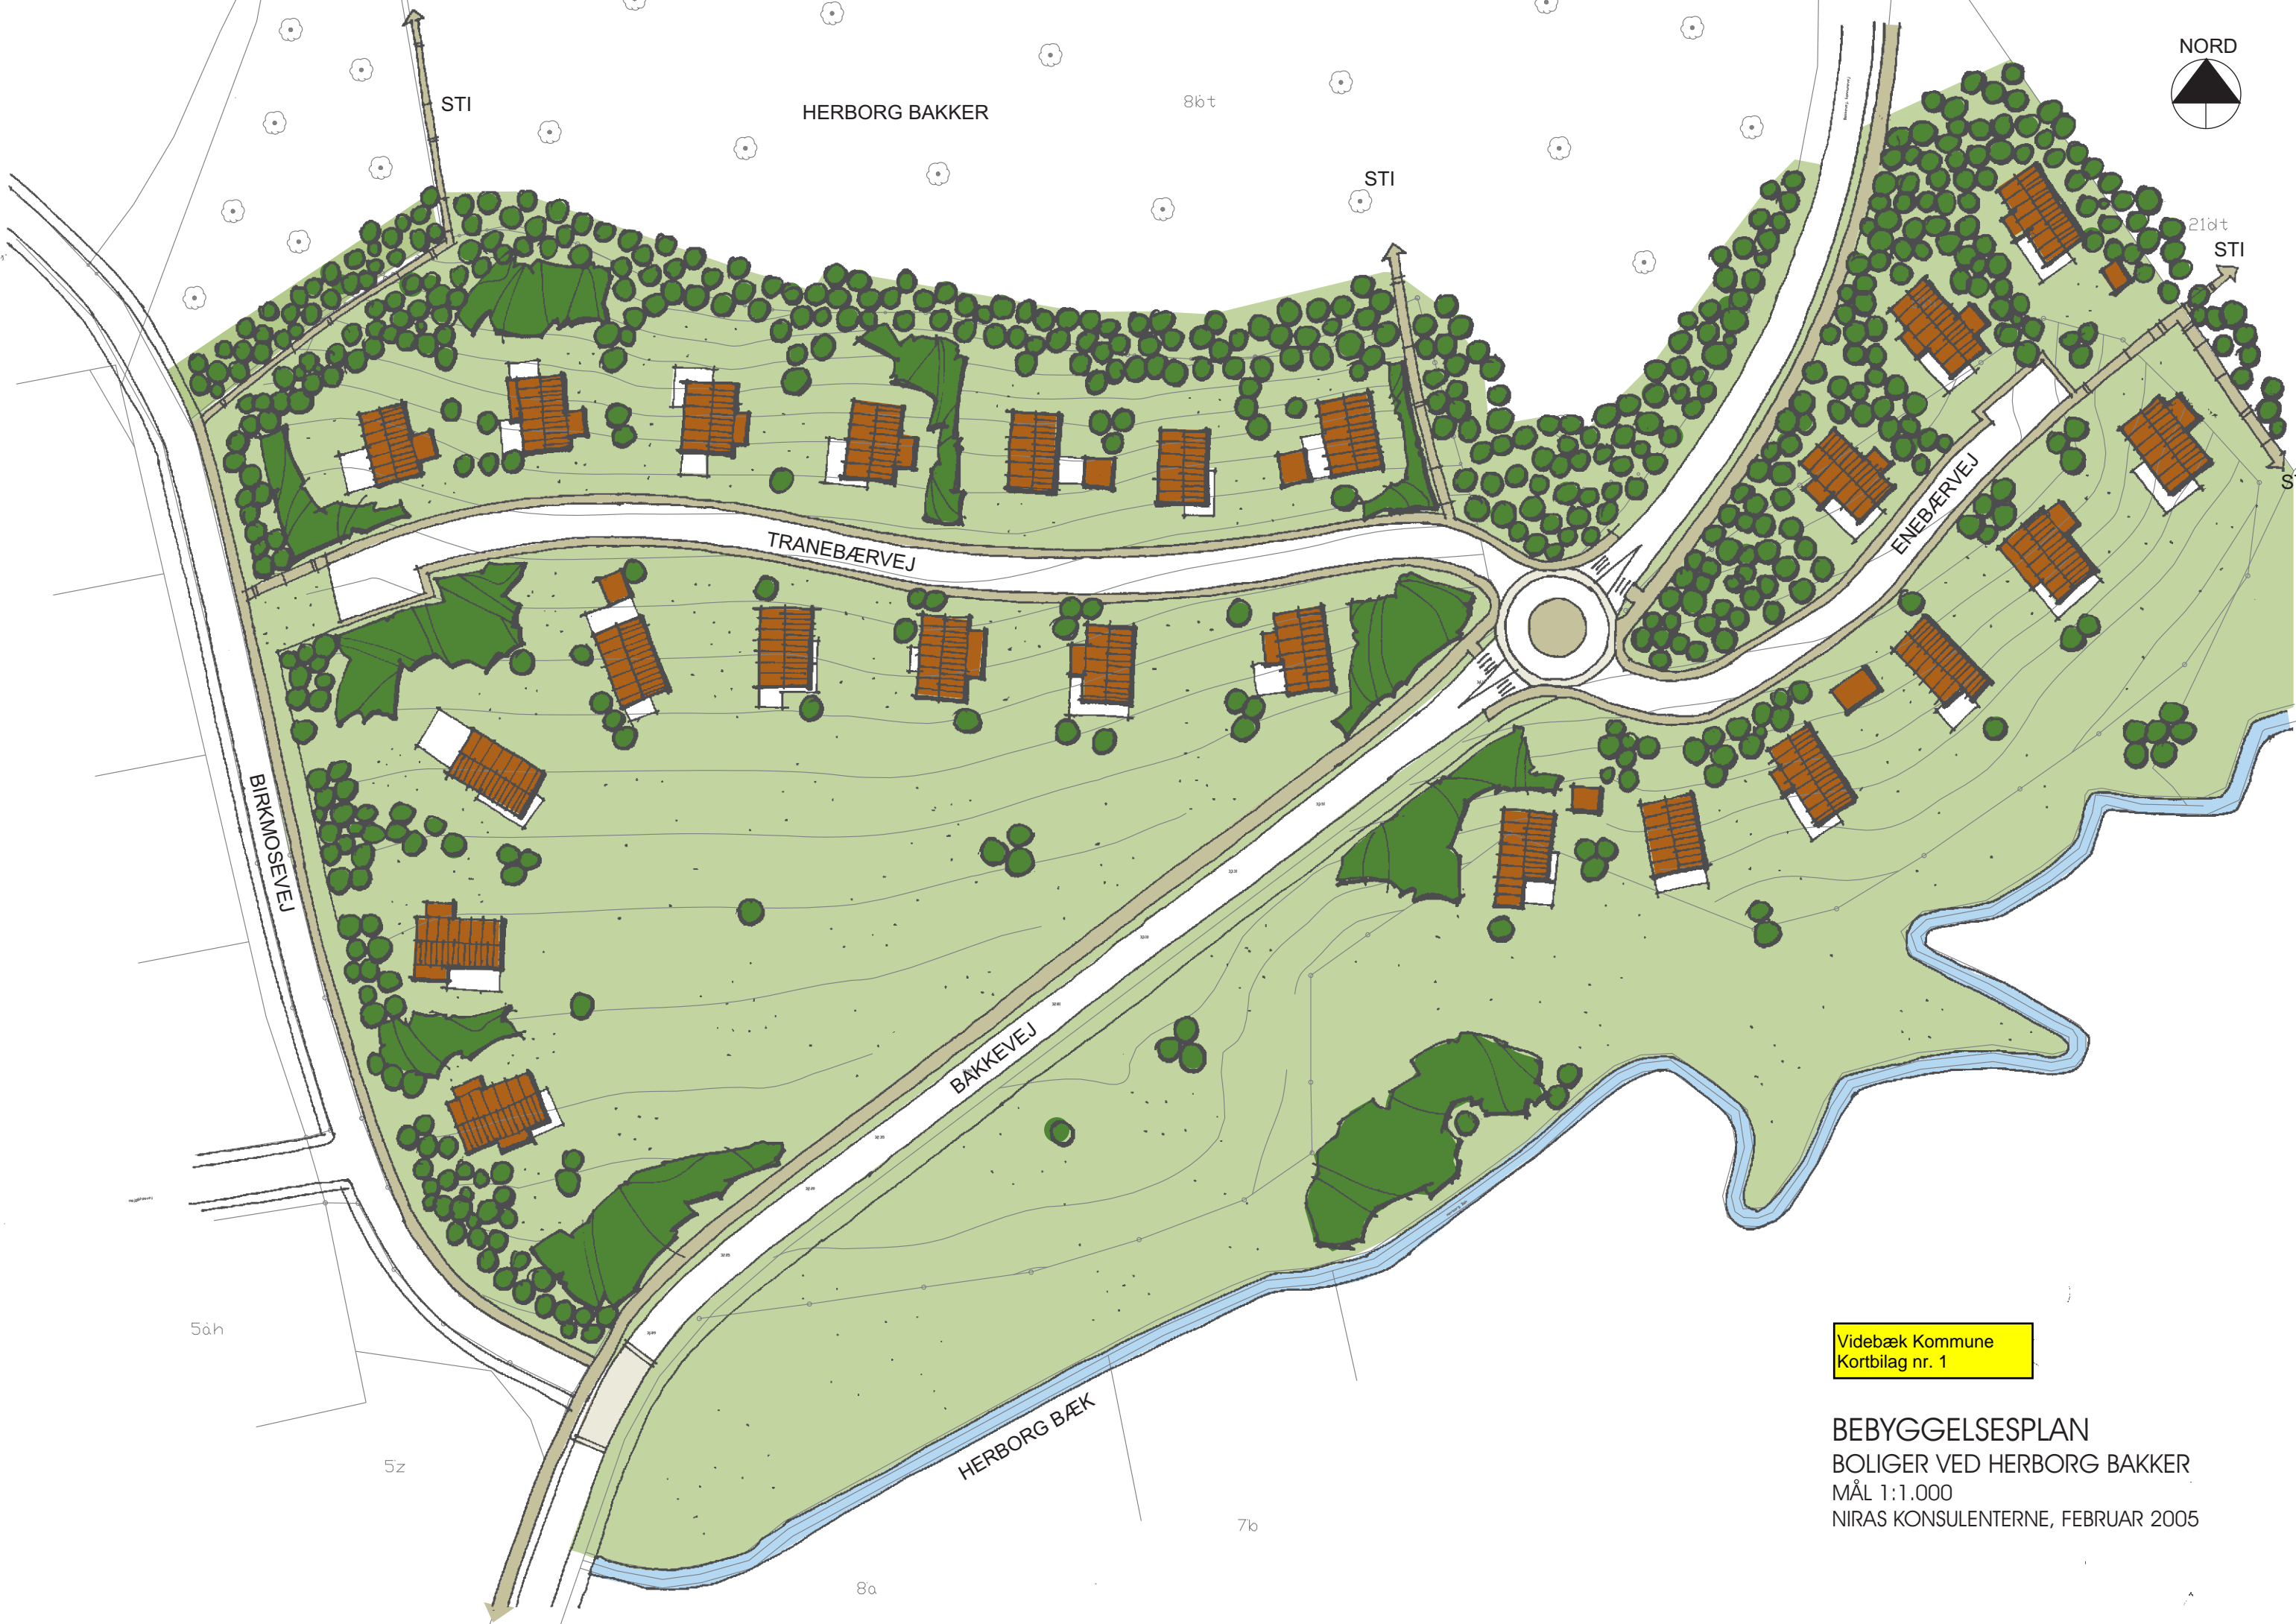 NORD
STI
HERBORG BAKKER
8bt
STI
21dt
STI
TRANEBÆRVEJ
ENEBÆRVEJ
BIRKMOSEVEJ
BAKKEVEJ
5ah
HERBORG BÆK
5z
7b
8a
Videbæk Kommune
Kortbilag nr. 1
BEBYGGELSESPLAN
BOLIGER VED HERBORG BAKKER
MÅL 1:1.000
NIRAS KONSULENTERNE, FEBRUAR 2005